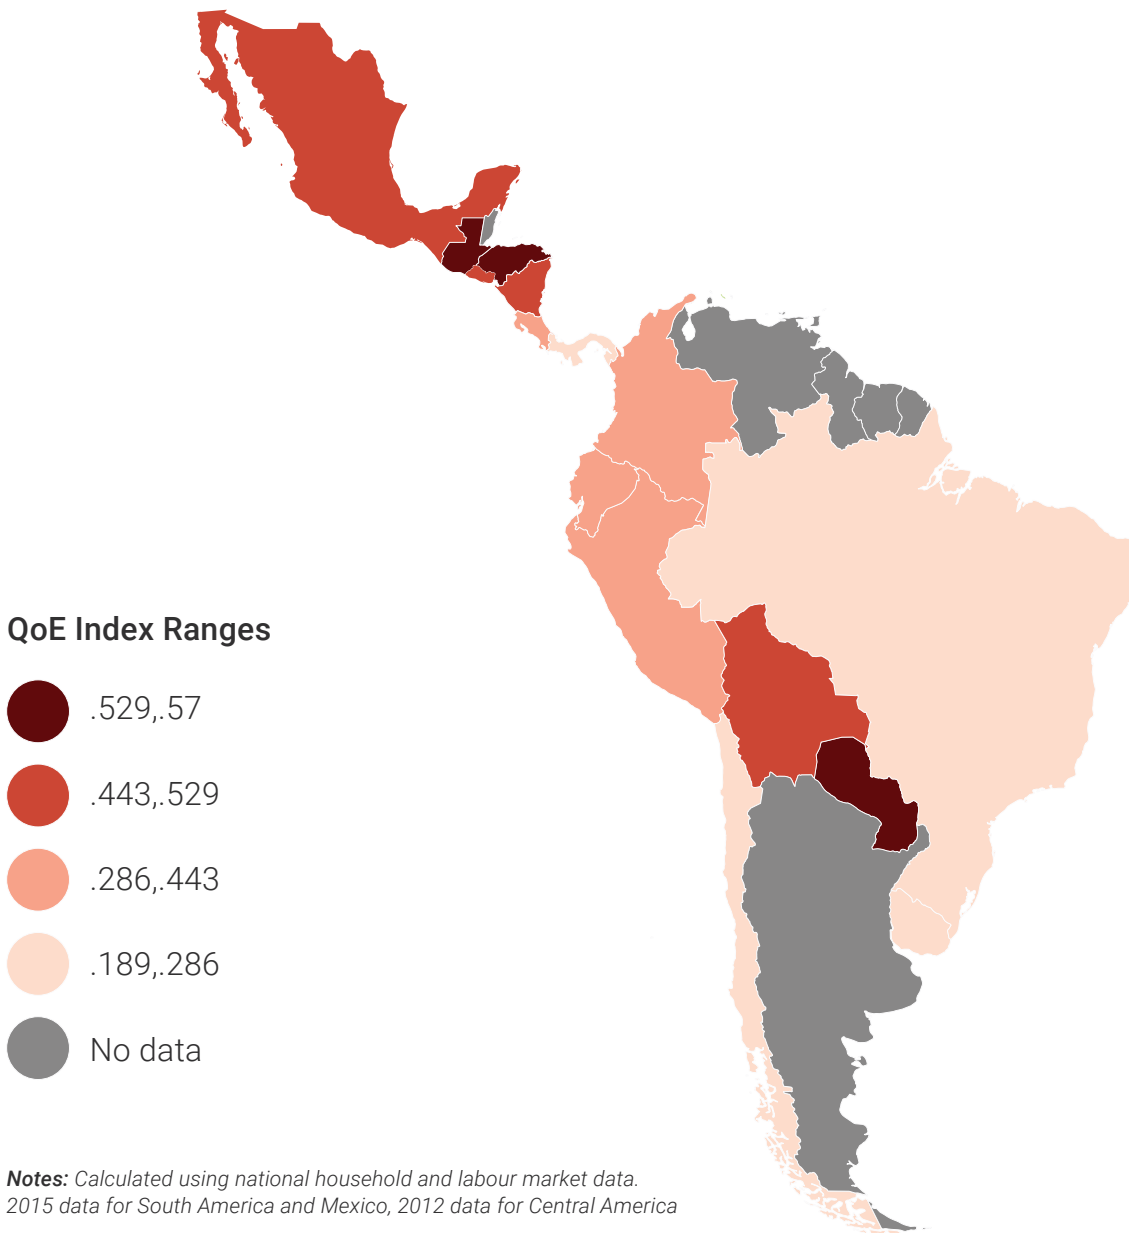 QoE Index Ranges
.529,.57
.443,.529
.286,.443
.189,.286
No data
Notes: Calculated using national household and labour market data.
2015 data for South America and Mexico, 2012 data for Central America